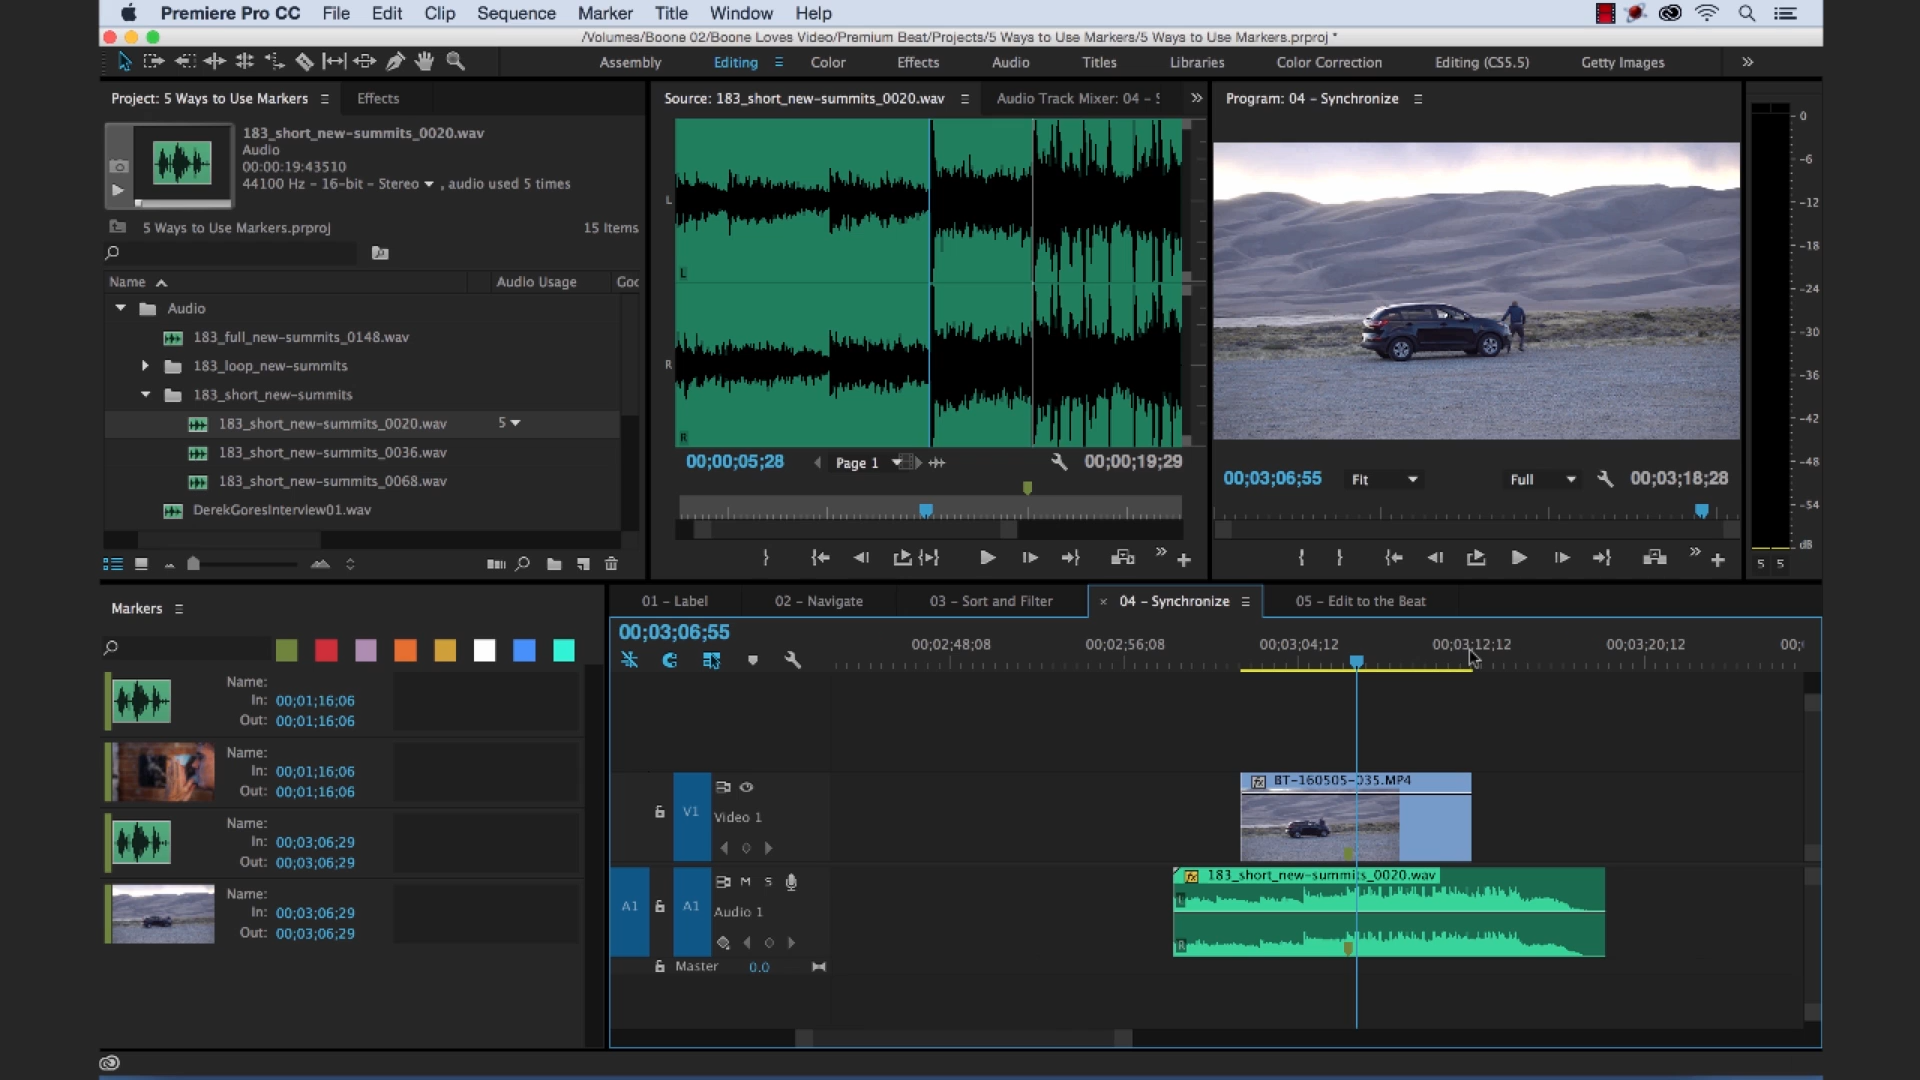 Premiere Pro CC File Edit Clip Sequence Marker Title Window Help
/Volumes/Boone 02/Boone Loves Video/Premium Beat/Projects/5 Ways to Use Markers/5 Ways to Use Markers.prproj *
Assembly Editing Color Effects Audio Titles Libraries Color Correction Editing (CS5.5) Getty Images
Project: 5 Ways to Use Markers Effects
183_short_new-summits_0020.wav
Audio
00:00:19:43510
44100 Hz - 16-bit - Stereo , audio used 5 times
5 Ways to Use Markers.prproj 15 Items
Name Audio Usage Goo
Audio
183_full_new-summits_0148.wav
183_loop_new-summits
183_short_new-summits
183_short_new-summits_0020.wav 5
183_short_new-summits_0036.wav
183_short_new-summits_0068.wav
DerekGoresInterview01.wav
Source: 183_short_new-summits_0020.wav Audio Track Mixer: 04 - S
L
L
R
R
00;00;05;28 Page 1 00;00;19;29
Program: 04 - Synchronize
00;03;06;55 Fit Full 00;03;18;28
0
-6
-12
-18
-24
-30
-36
-42
-48
-54
dB
5 5
Markers
Name:
In: 00;01;16;06
Out: 00;01;16;06
Name:
In: 00;01;16;06
Out: 00;01;16;06
Name:
In: 00;03;06;29
Out: 00;03;06;29
Name:
In: 00;03;06;29
Out: 00;03;06;29
01 - Label 02 - Navigate 03 - Sort and Filter × 04 - Synchronize 05 - Edit to the Beat
00;03;06;55
00;02;48;08 00;02;56;08 00;03;04;12 00;03;12;12 00;03;20;12 00;
V1 Video 1
fx BT-160505-035.MP4
A1 A1 M S
Audio 1
fx 183_short_new-summits_0020.wav
L
R
Master 0.0